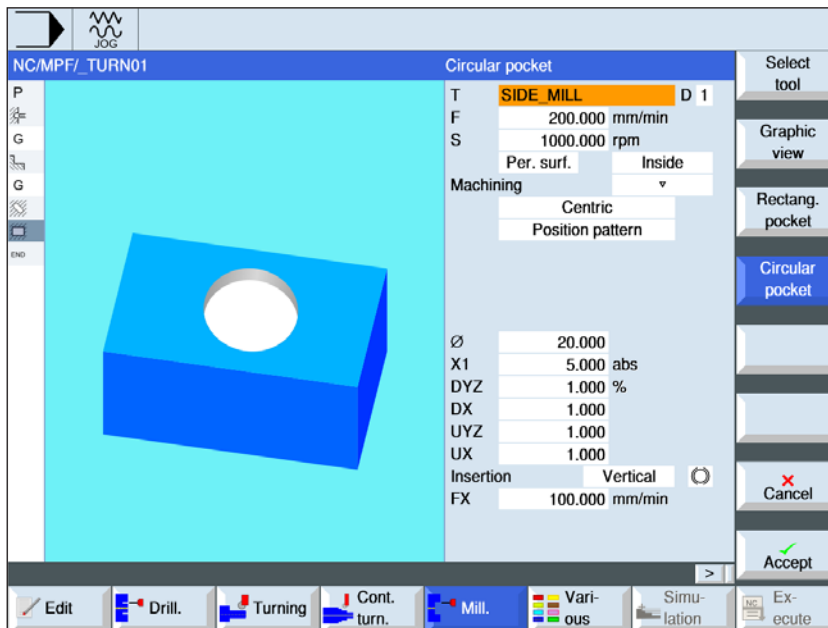 JOG
NC/MPF/_TURN01
Circular pocket
Select tool
P
G
G
END
T SIDE_MILL D 1
F 200.000 mm/min
S 1000.000 rpm
Per. surf. Inside
Machining ▿
Centric
Position pattern
Ø 20.000
X1 5.000 abs
DYZ 1.000 %
DX 1.000
UYZ 1.000
UX 1.000
Insertion Vertical
FX 100.000 mm/min
Graphic view
Rectang. pocket
Circular pocket
Cancel
Accept
>
Edit
Drill.
Turning
Cont. turn.
Mill.
Vari-ous
Simu-lation
NC Ex-ecute